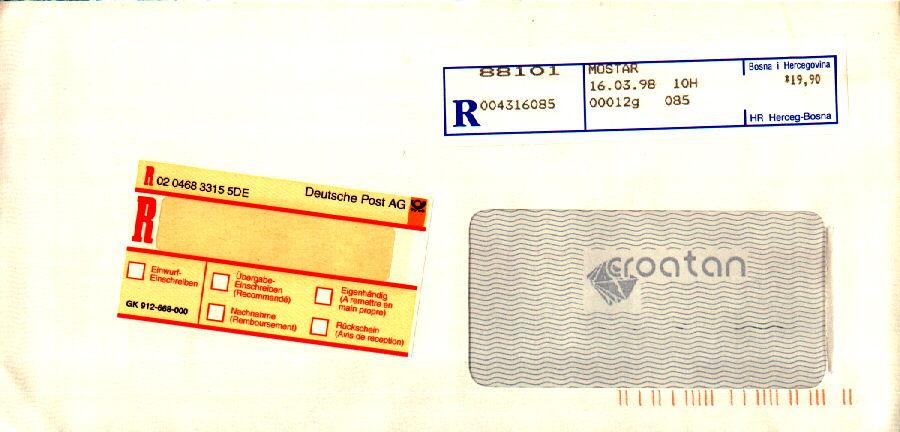 88101
R 004316085
MOSTAR
16.03.98 10H
00012g 085
Bosna i Hercegovina
*19,90
HR Herceg-Bosna
R 02 0468 3315 5DE
Deutsche Post AG
R
Einwurf-
Einschreiben
Übergabe-
Einschreiben
(Recommandé)
Eigenhändig
(A remettre en
main propre)
GK 912-868-000
Nachnahme
(Remboursement)
Rückschein
(Avis de reception)
croatan